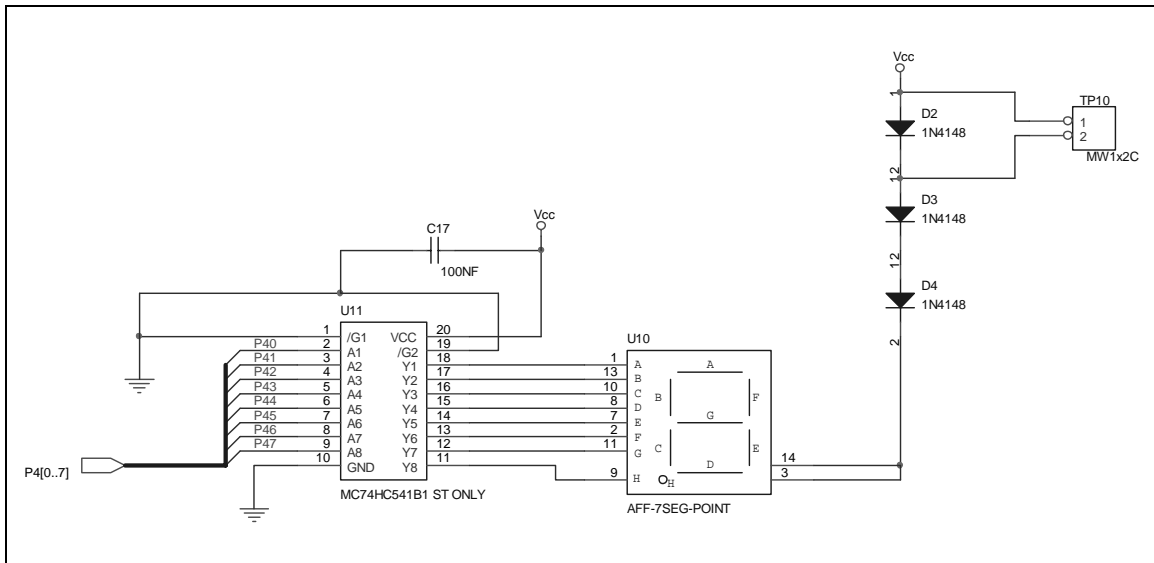 Vcc
1
D2
1N4148
TP10
1
2
MW1x2C
1 2
D3
1N4148
1 2
D4
1N4148
2
Vcc
C17
100NF
U11
1 /G1 VCC 20
P40 2 A1 /G2 19
P41 3 A2 Y1 18
P42 4 A3 Y2 17
P43 5 A4 Y3 16
P44 6 A5 Y4 15
P45 7 A6 Y5 14
P46 8 A7 Y6 13
P47 9 A8 Y7 12
10 GND Y8 11
MC74HC541B1 ST ONLY
P4[0..7]
U10
1 A A
13 B
10 C B F
8 D
7 E G
2 F
11 G C E
D 14
9 H H 3
AFF-7SEG-POINT